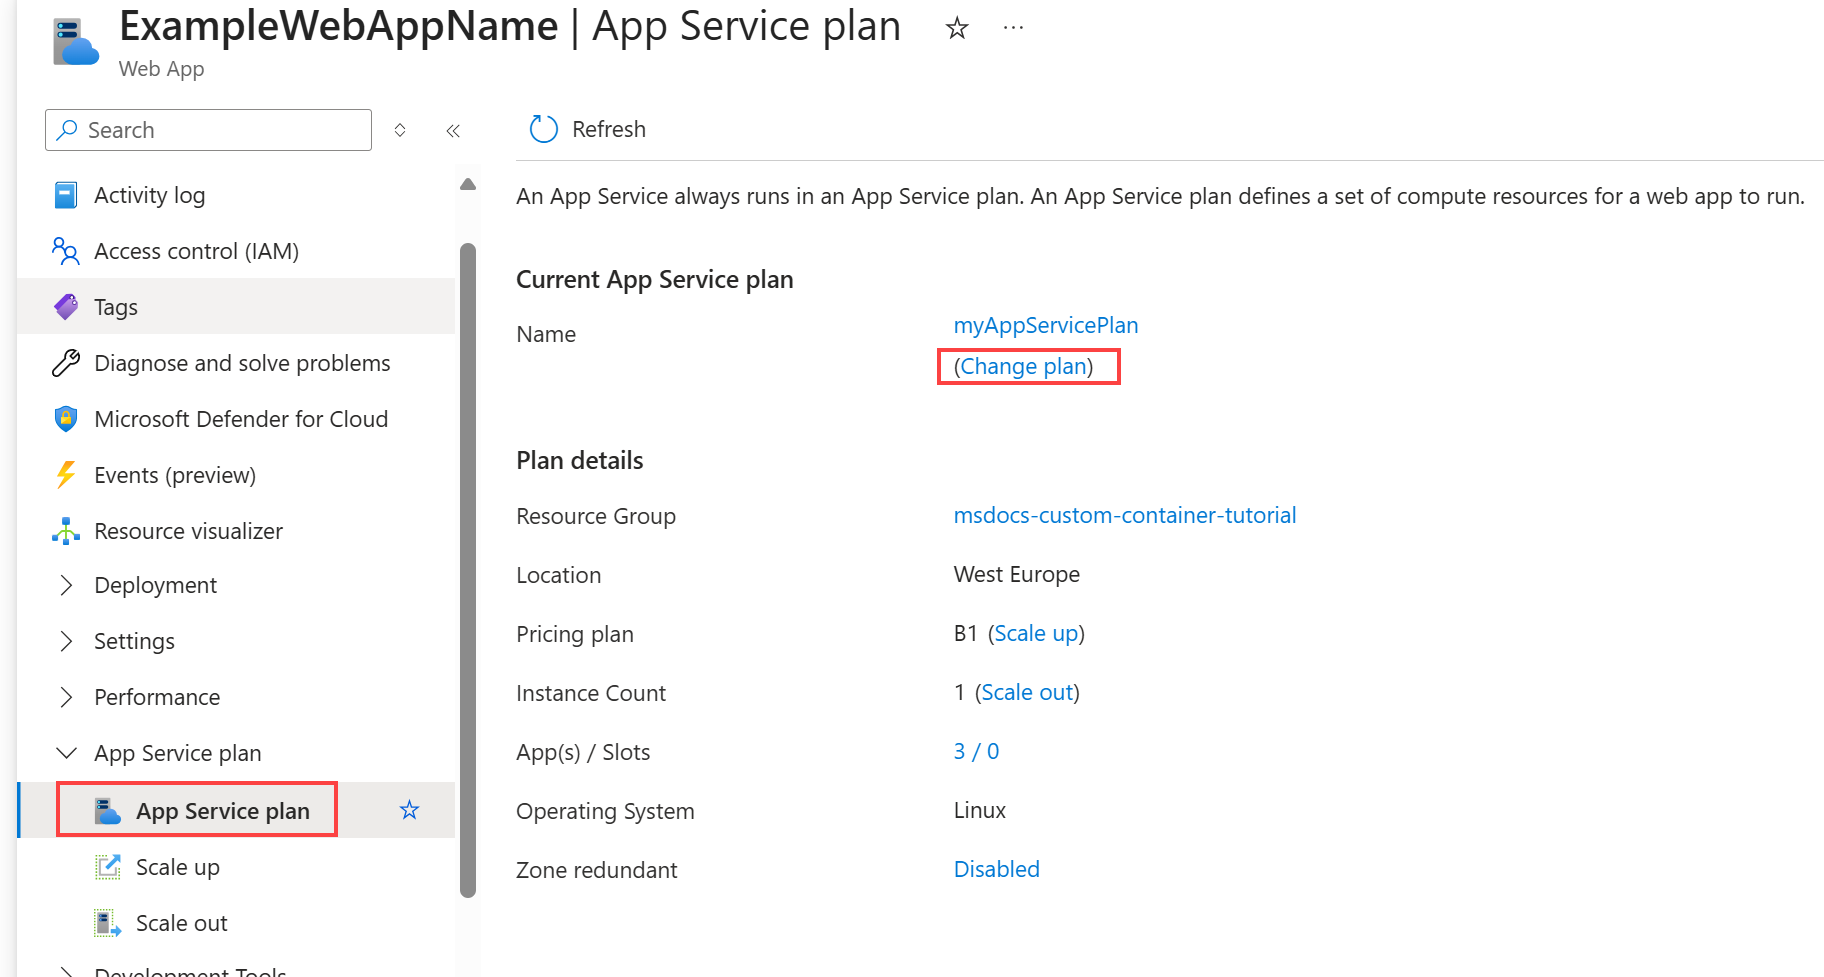 ExampleWebAppName | App Service plan
Web App
Search
Refresh
Activity log
Access control (IAM)
Tags
Diagnose and solve problems
Microsoft Defender for Cloud
Events (preview)
Resource visualizer
Deployment
Settings
Performance
App Service plan
App Service plan
Scale up
Scale out
Development Tools
An App Service always runs in an App Service plan. An App Service plan defines a set of compute resources for a web app to run.
Current App Service plan
Name myAppServicePlan
(Change plan)
Plan details
Resource Group msdocs-custom-container-tutorial
Location West Europe
Pricing plan B1 (Scale up)
Instance Count 1 (Scale out)
App(s) / Slots 3 / 0
Operating System Linux
Zone redundant Disabled